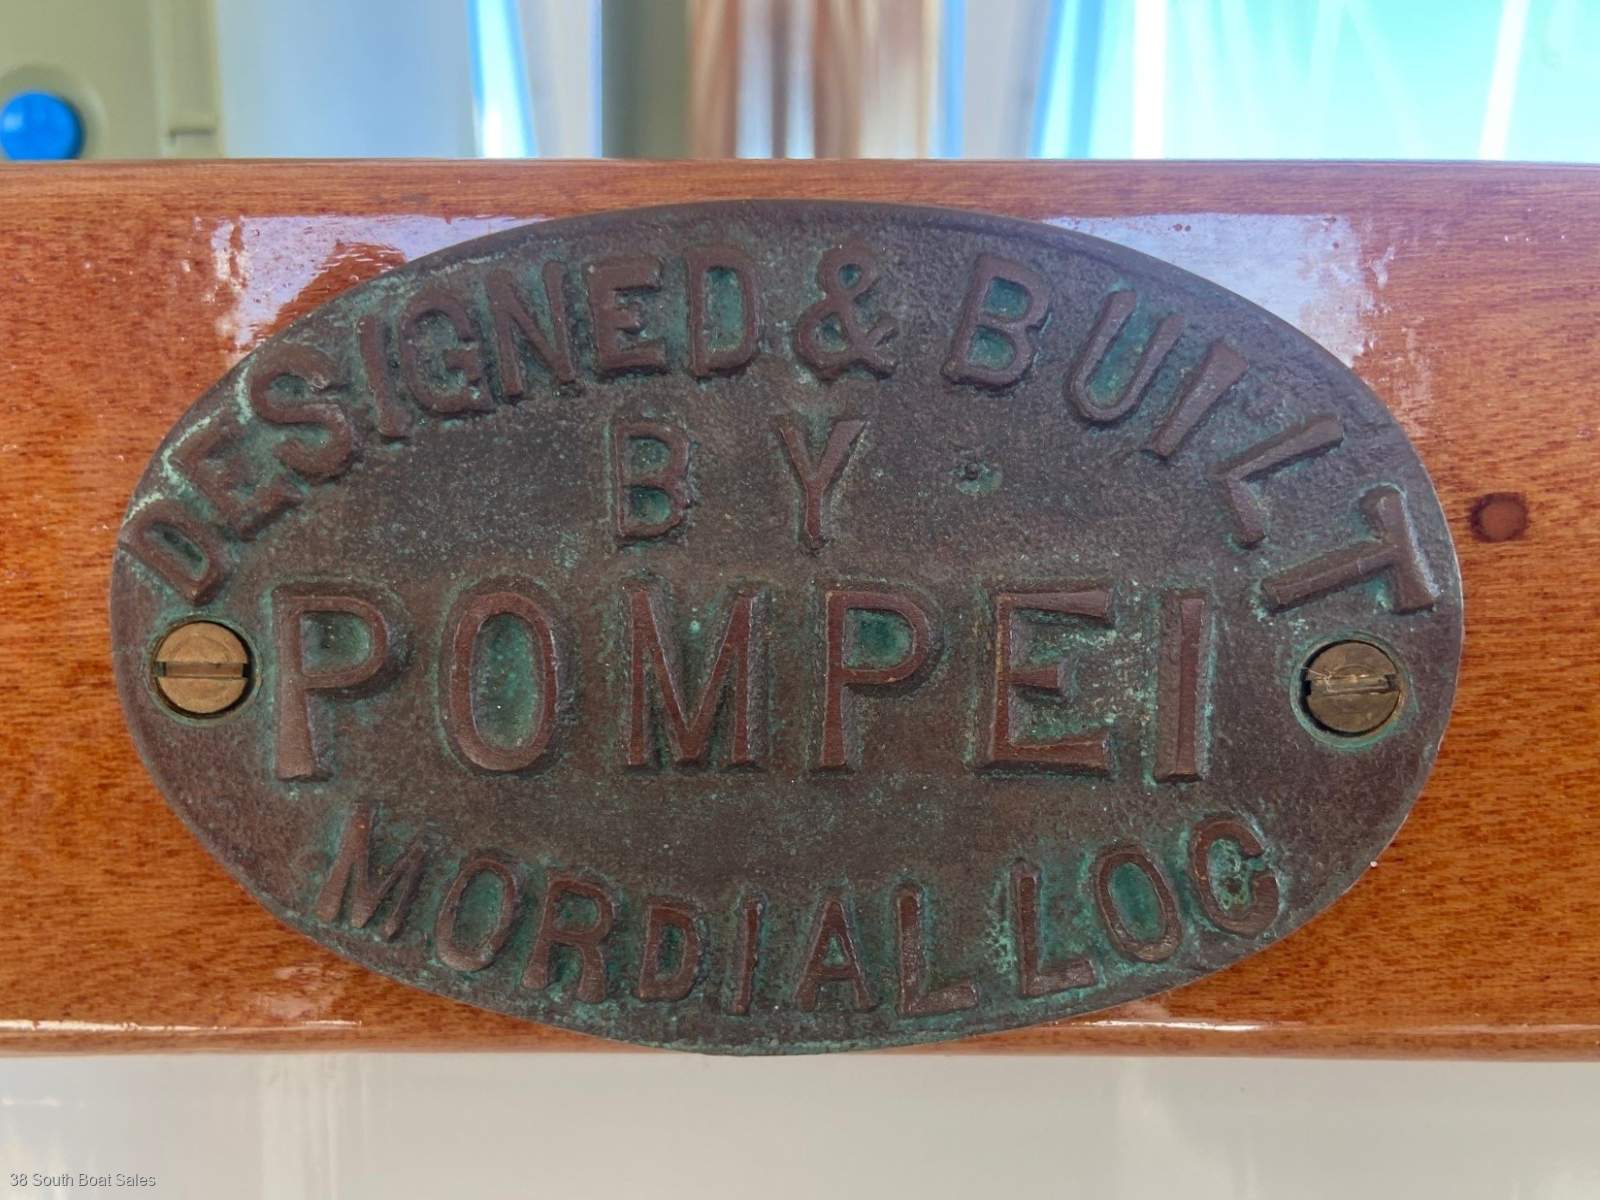 DESIGNED & BUILT
BY
POMPEI
MORDIALLOC
38 South Boat Sales